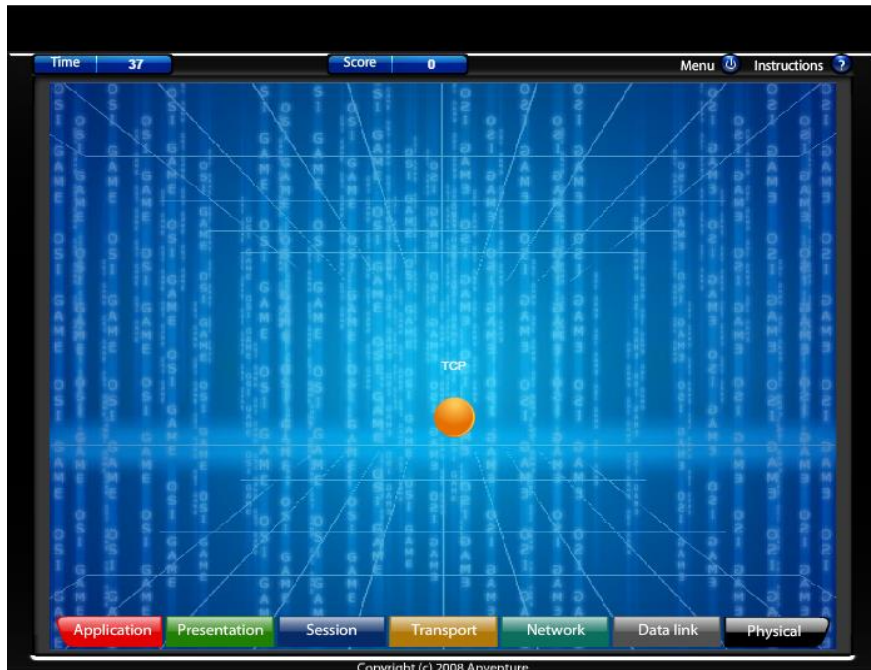 Time 37 Score 0 Menu Instructions ?
TCP
Application Presentation Session Transport Network Data link Physical
Copyright (c) 2008 Anventure